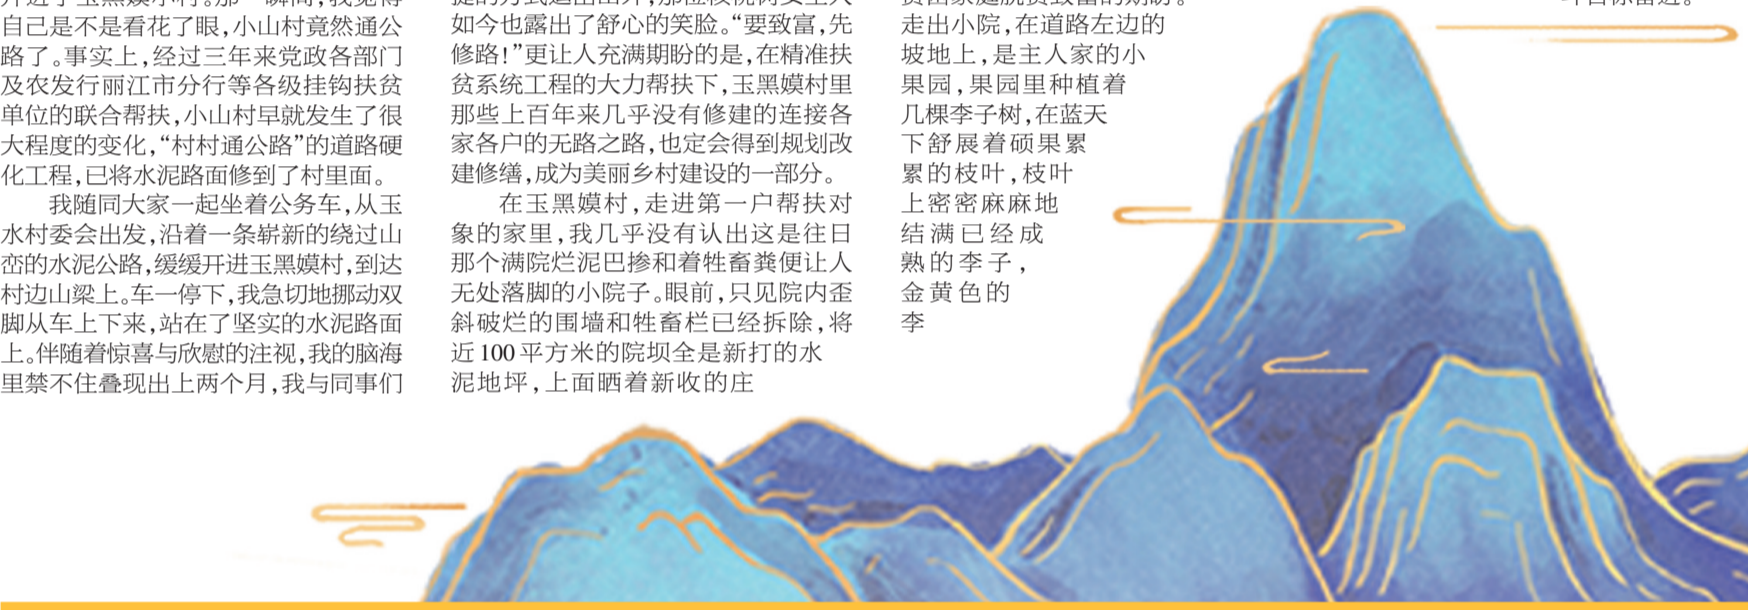 自己是不是看花了眼,小山村竟然通公
路了。事实上,经过三年来党政各部门
及农发行丽江市分行等各级挂钩扶贫
单位的联合帮扶,小山村早就发生了很
大程度的变化,“村村通公路”的道路硬
化工程,已将水泥路面修到了村里面。
我随同大家一起坐着公务车,从玉
水村委会出发,沿着一条崭新的绕过山
峦的水泥公路,缓缓开进玉黑嫫村,到达
村边山梁上。车一停下,我急切地挪动双
脚从车上下来,站在了坚实的水泥路面
上。伴随着惊喜与欣慰的注视,我的脑海
里禁不住叠现出上两个月,我与同事们
如今也露出了舒心的笑脸。“要致富,先
修路!”更让人充满期盼的是,在精准扶
贫系统工程的大力帮扶下,玉黑嫫村里
那些上百年来几乎没有修建的连接各
家各户的无路之路,也定会得到规划改
建修缮,成为美丽乡村建设的一部分。
在玉黑嫫村,走进第一户帮扶对
象的家里,我几乎没有认出这是往日
那个满院烂泥巴掺和着牲畜粪便让人
无处落脚的小院子。眼前,只见院内歪
斜破烂的围墙和牲畜栏已经拆除,将
近100平方米的院坝全是新打的水
泥地坪,上面晒着新收的庄
走出小院,在道路左边的
坡地上,是主人家的小
果园,果园里种植着
几棵李子树,在蓝天
下舒展着硕果累
累的枝叶,枝叶
上密密麻麻地
结满已经成
熟的李子,
金黄色的
李